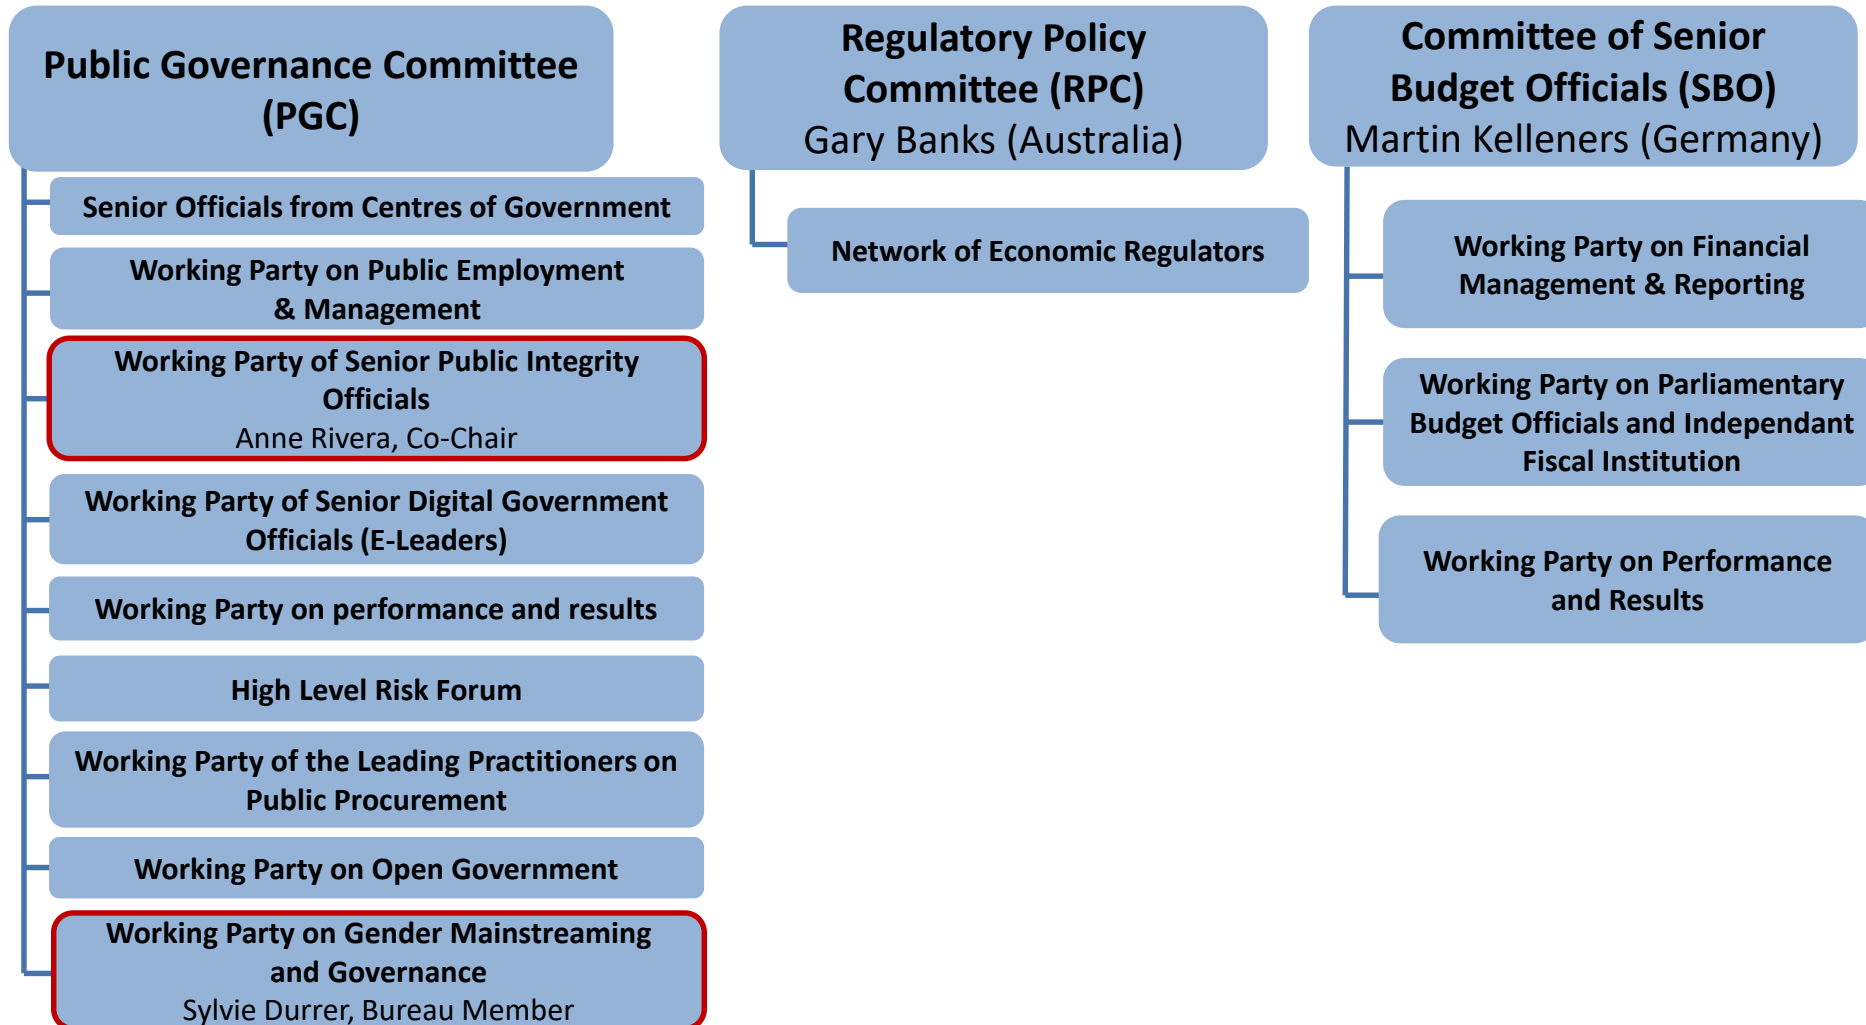 Public Governance Committee
(PGC)
Senior Officials from Centres of Government
Working Party on Public Employment
& Management
Working Party of Senior Public Integrity
Officials
Anne Rivera, Co-Chair
Working Party of Senior Digital Government
Officials (E-Leaders)
Working Party on performance and results
High Level Risk Forum
Working Party of the Leading Practitioners on
Public Procurement
Working Party on Open Government
Working Party on Gender Mainstreaming
and Governance
Sylvie Durrer, Bureau Member
Regulatory Policy
Committee (RPC)
Gary Banks (Australia)
Network of Economic Regulators
Committee of Senior
Budget Officials (SBO)
Martin Kelleners (Germany)
Working Party on Financial
Management & Reporting
Working Party on Parliamentary
Budget Officials and Independant
Fiscal Institution
Working Party on Performance
and Results